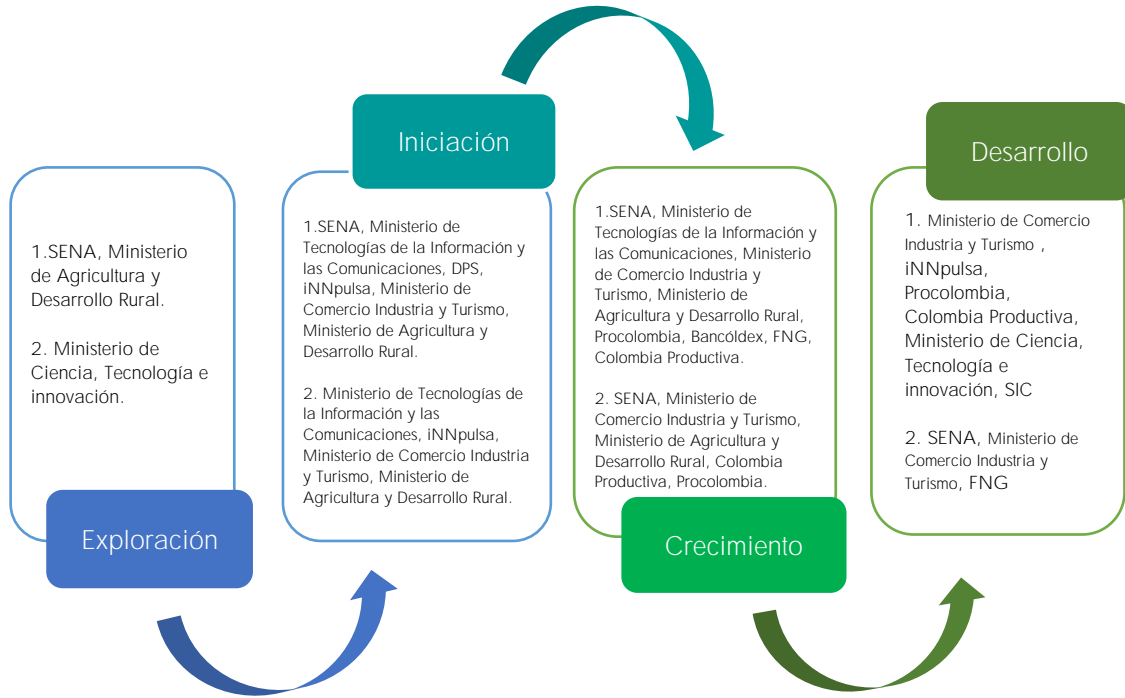 1.SENA, Ministerio
de Agricultura y
Desarrollo Rural.
2. Ministerio de
Ciencia, Tecnología e
innovación.
Exploración
Iniciación
1.SENA, Ministerio de
Tecnologías de la Información y
las Comunicaciones, DPS,
iNNpulsa, Ministerio de
Comercio Industria y Turismo,
Ministerio de Agricultura y
Desarrollo Rural.
2. Ministerio de Tecnologías de
la Información y las
Comunicaciones, iNNpulsa,
Ministerio de Comercio Industria
y Turismo, Ministerio de
Agricultura y Desarrollo Rural.
1.SENA, Ministerio de
Tecnologías de la Información y
las Comunicaciones, Ministerio
de Comercio Industria y
Turismo, Ministerio de
Agricultura y Desarrollo Rural,
Procolombia, Bancóldex, FNG,
Colombia Productiva.
2. SENA, Ministerio de
Comercio Industria y Turismo,
Ministerio de Agricultura y
Desarrollo Rural, Colombia
Productiva, Procolombia.
Crecimiento
Desarrollo
1. Ministerio de Comercio
Industria y Turismo ,
iNNpulsa,
Procolombia,
Colombia Productiva,
Ministerio de Ciencia,
Tecnología e
innovación, SIC
2. SENA, Ministerio de
Comercio Industria y
Turismo, FNG